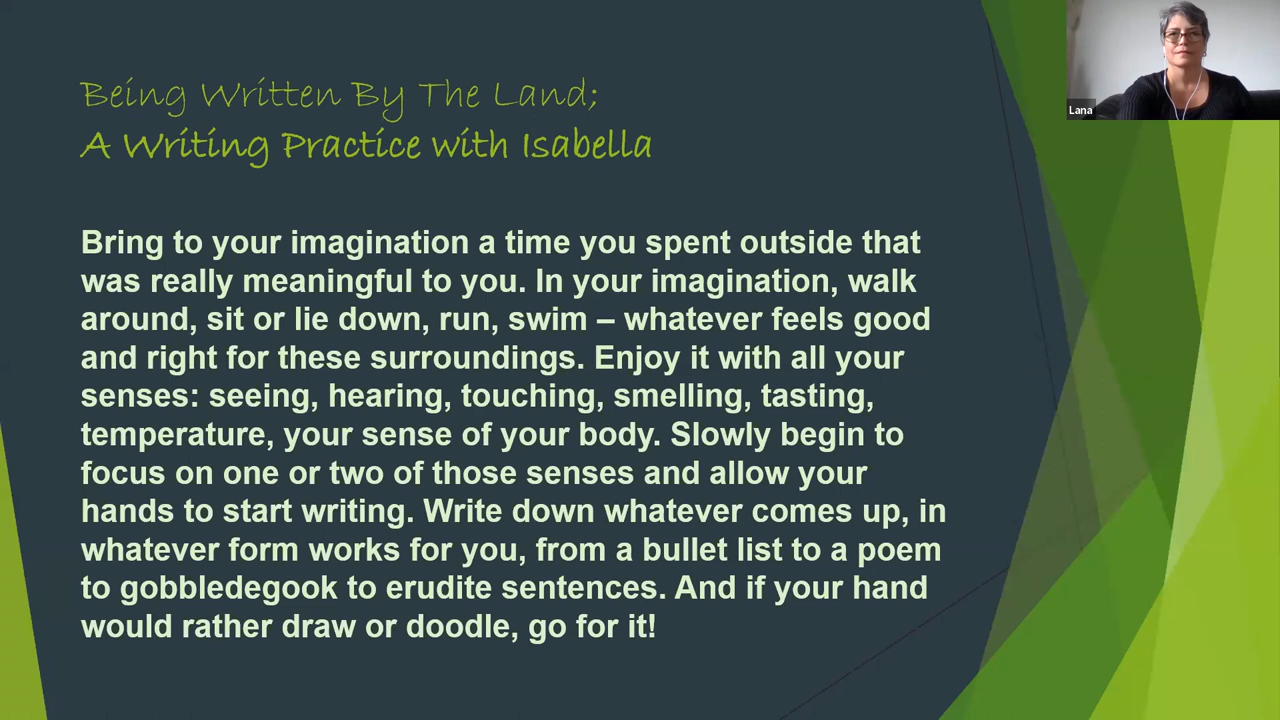 Being Written By The Land;
A Writing Practice with Isabella
Bring to your imagination a time you spent outside that
was really meaningful to you. In your imagination, walk
around, sit or lie down, run, swim – whatever feels good
and right for these surroundings. Enjoy it with all your
senses: seeing, hearing, touching, smelling, tasting,
temperature, your sense of your body. Slowly begin to
focus on one or two of those senses and allow your
hands to start writing. Write down whatever comes up, in
whatever form works for you, from a bullet list to a poem
to gobbledegook to erudite sentences. And if your hand
would rather draw or doodle, go for it!
Lana